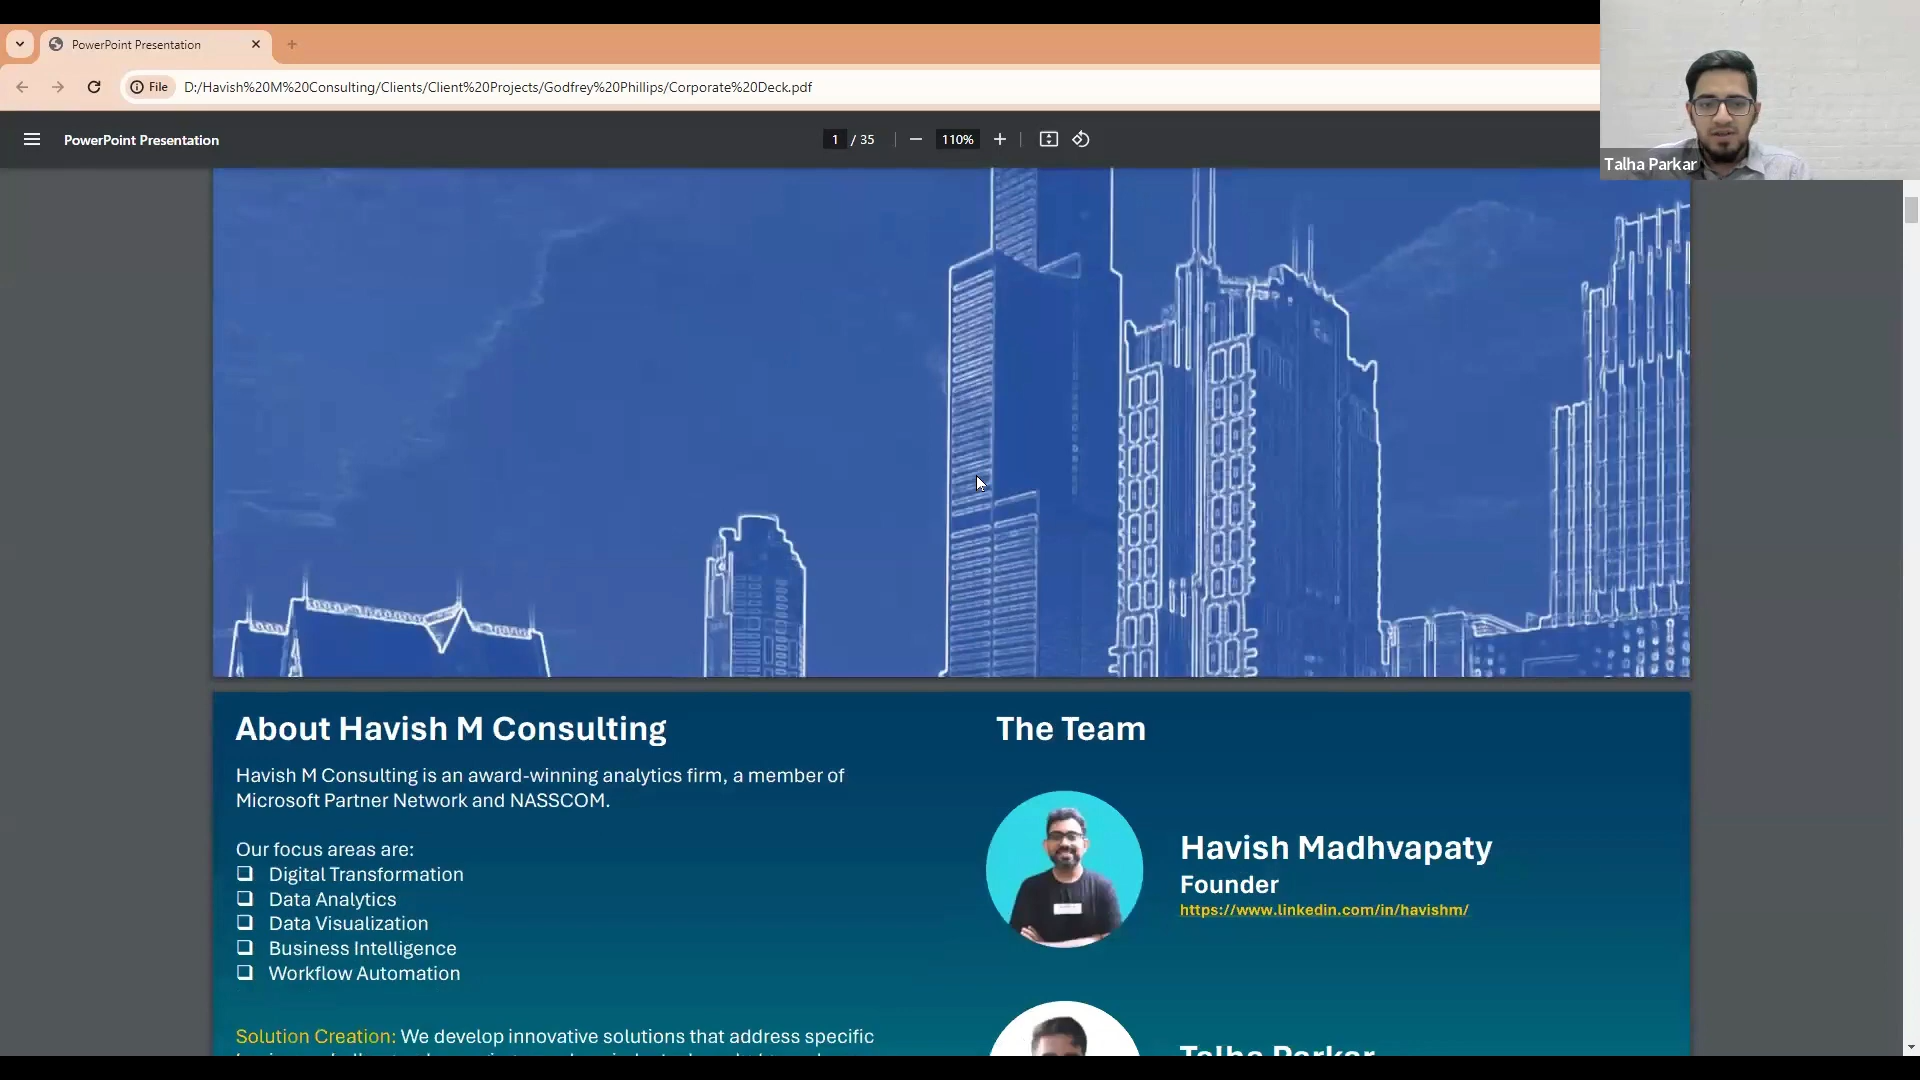 PowerPoint Presentation
File
D:/Havish%20M%20Consulting/Clients/Client%20Projects/Godfrey%20Phillips/Corporate%20Deck.pdf
PowerPoint Presentation
1 / 35
110%
Talha Parkar
About Havish M Consulting
Havish M Consulting is an award-winning analytics firm, a member of
Microsoft Partner Network and NASSCOM.
Our focus areas are:
Digital Transformation
Data Analytics
Data Visualization
Business Intelligence
Workflow Automation
Solution Creation: We develop innovative solutions that address specific
The Team
Havish Madhvapaty
Founder
https://www.linkedin.com/in/havishm/
Talha Parkar